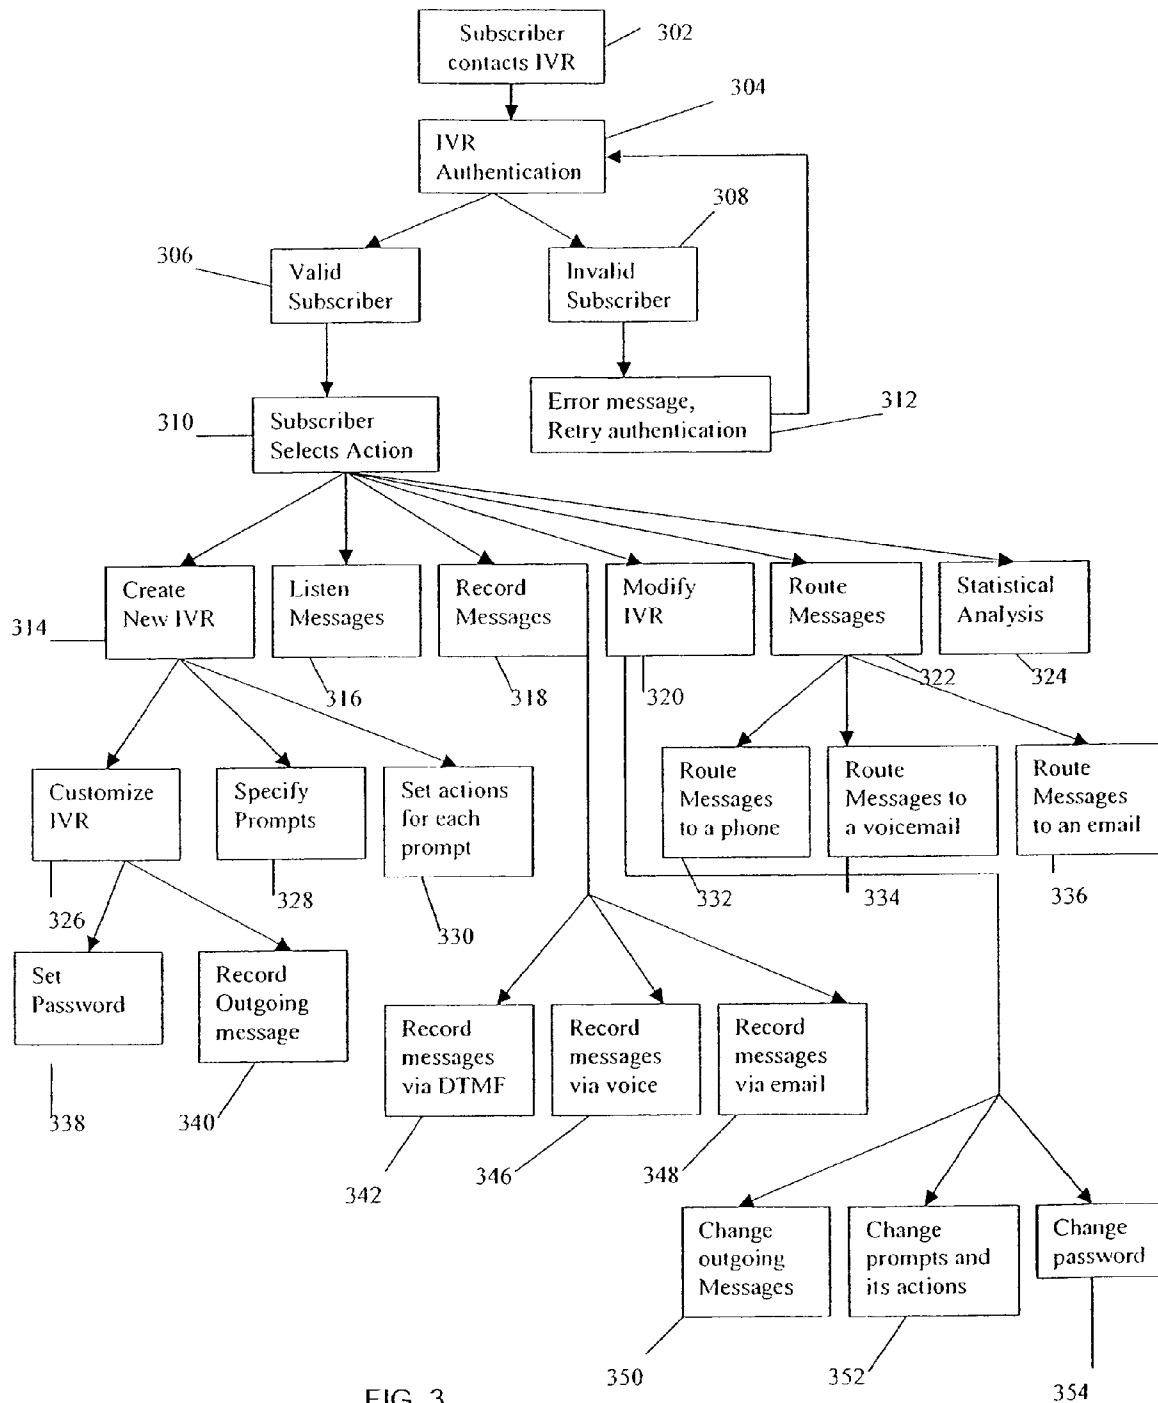 Subscriber
contacts IVR
302
304
IVR
Authentication
308
306
Valid
Subscriber
Invalid
Subscriber
310
Subscriber
Selects Action
Error message,
Retry authentication
312
314
Create
New IVR
Listen
Messages
Record
Messages
Modify
IVR
Route
Messages
Statistical
Analysis
316
318
320
322
324
Customize
IVR
Specify
Prompts
Set actions
for each
prompt
Route
Messages
to a phone
Route
Messages to
a voicemail
Route
Messages
to an email
326
328
330
332
334
336
Set
Password
Record
Outgoing
message
Record
messages
via DTMF
Record
messages
via voice
Record
messages
via email
338
340
342
346
348
Change
outgoing
Messages
Change
prompts and
its actions
Change
password
350
352
354
FIG. 3